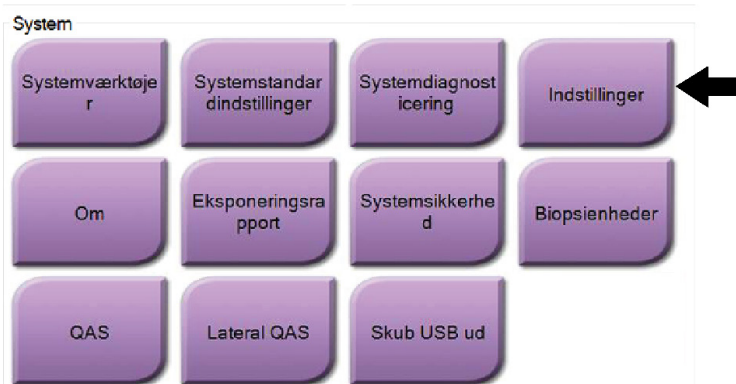 System
Systemværktøje
r
Systemstandar
dindstillinger
Systemdiagnost
icering
Indstillinger
Om
Eksponeringsra
pport
Systemsikkerhe
d
Biopsienheder
QAS
Lateral QAS
Skub USB ud